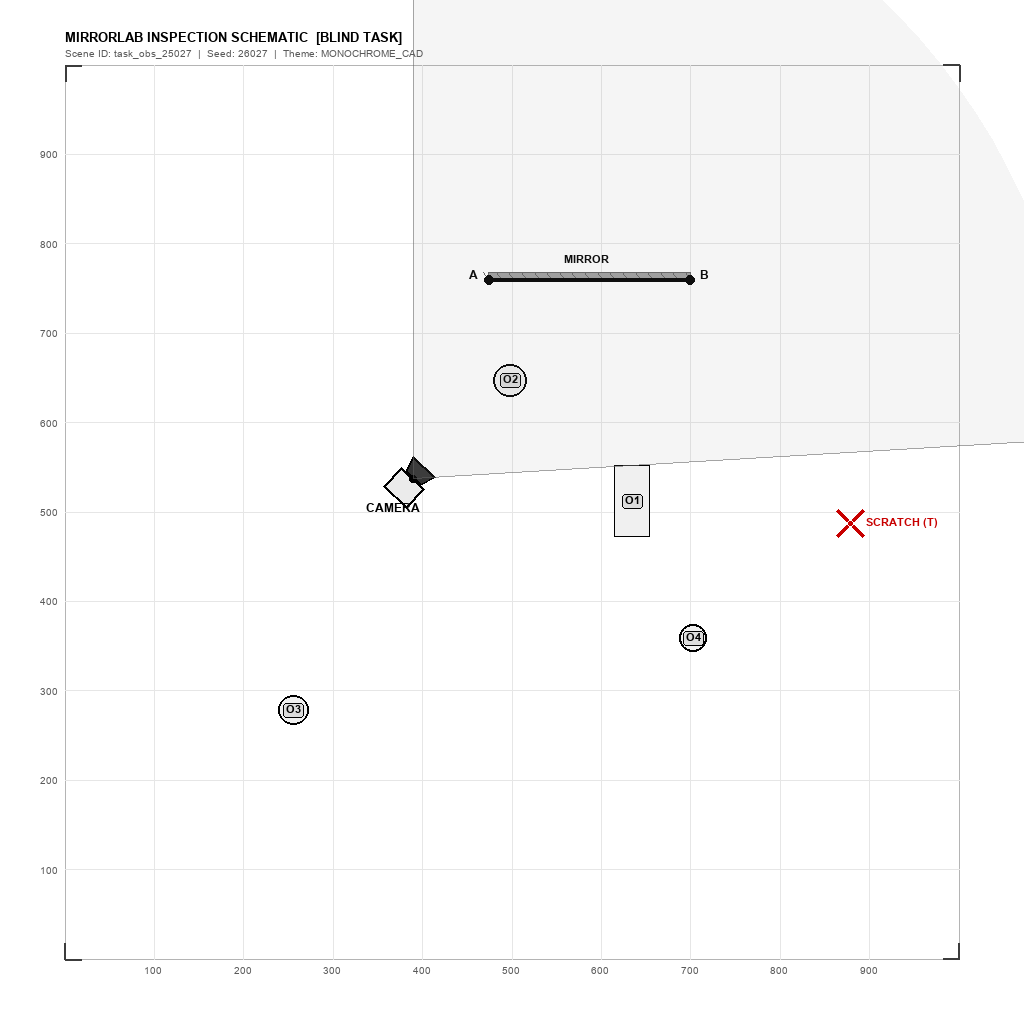 MIRRORLAB INSPECTION SCHEMATIC  [BLIND TASK]
Scene ID: task_obs_25027  |  Seed: 26027  |  Theme: MONOCHROME_CAD
900
800
MIRROR
A
B
700
O2
600
CAMERA
O1
500
SCRATCH (T)
400
O4
300
O3
200
100
100 200 300 400 500 600 700 800 900